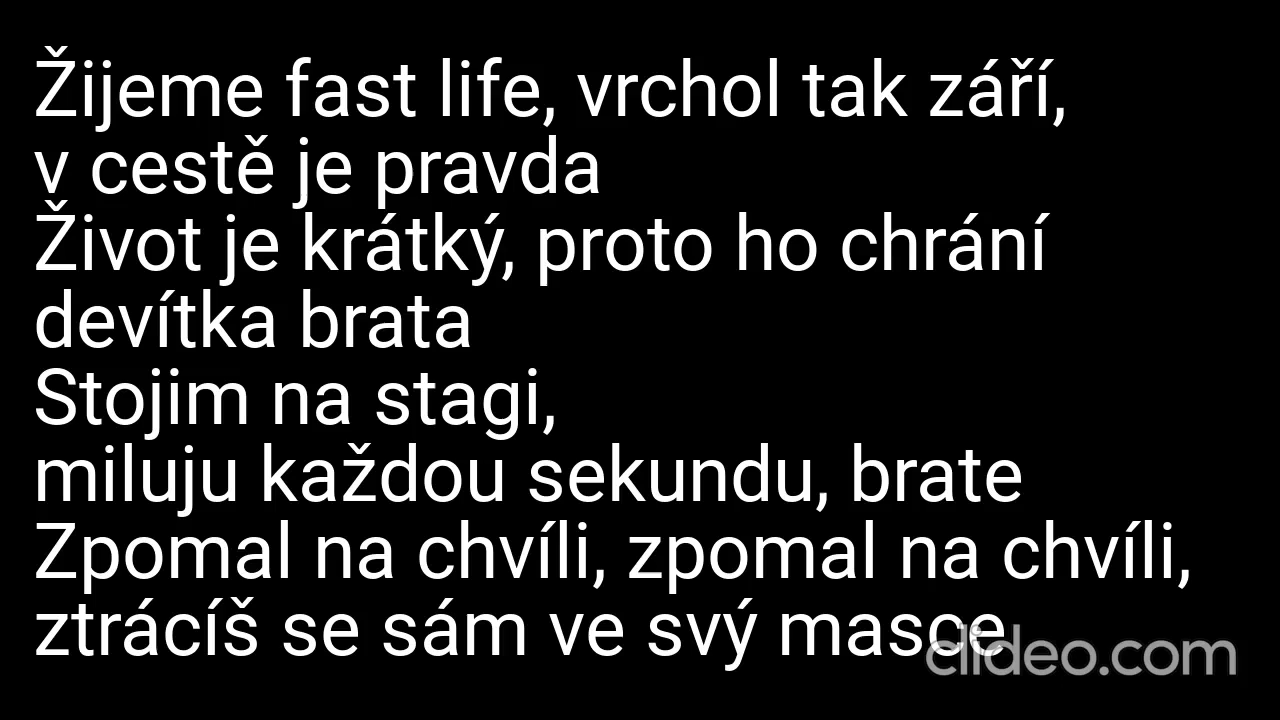 Žijeme fast life, vrchol tak září,
v cestě je pravda
Život je krátký, proto ho chrání
devítka brata
Stojim na stagi,
miluju každou sekundu, brate
Zpomal na chvíli, zpomal na chvíli,
ztrácíš se sám ve svý masce
clideo.com